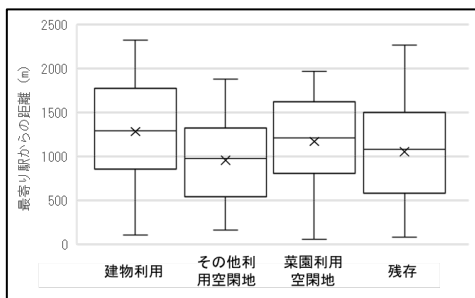 最寄り駅からの距離 (m)
2500
2000
1500
1000
500
0
建物利用
その他利
用空閑地
菜園利用
空閑地
残存